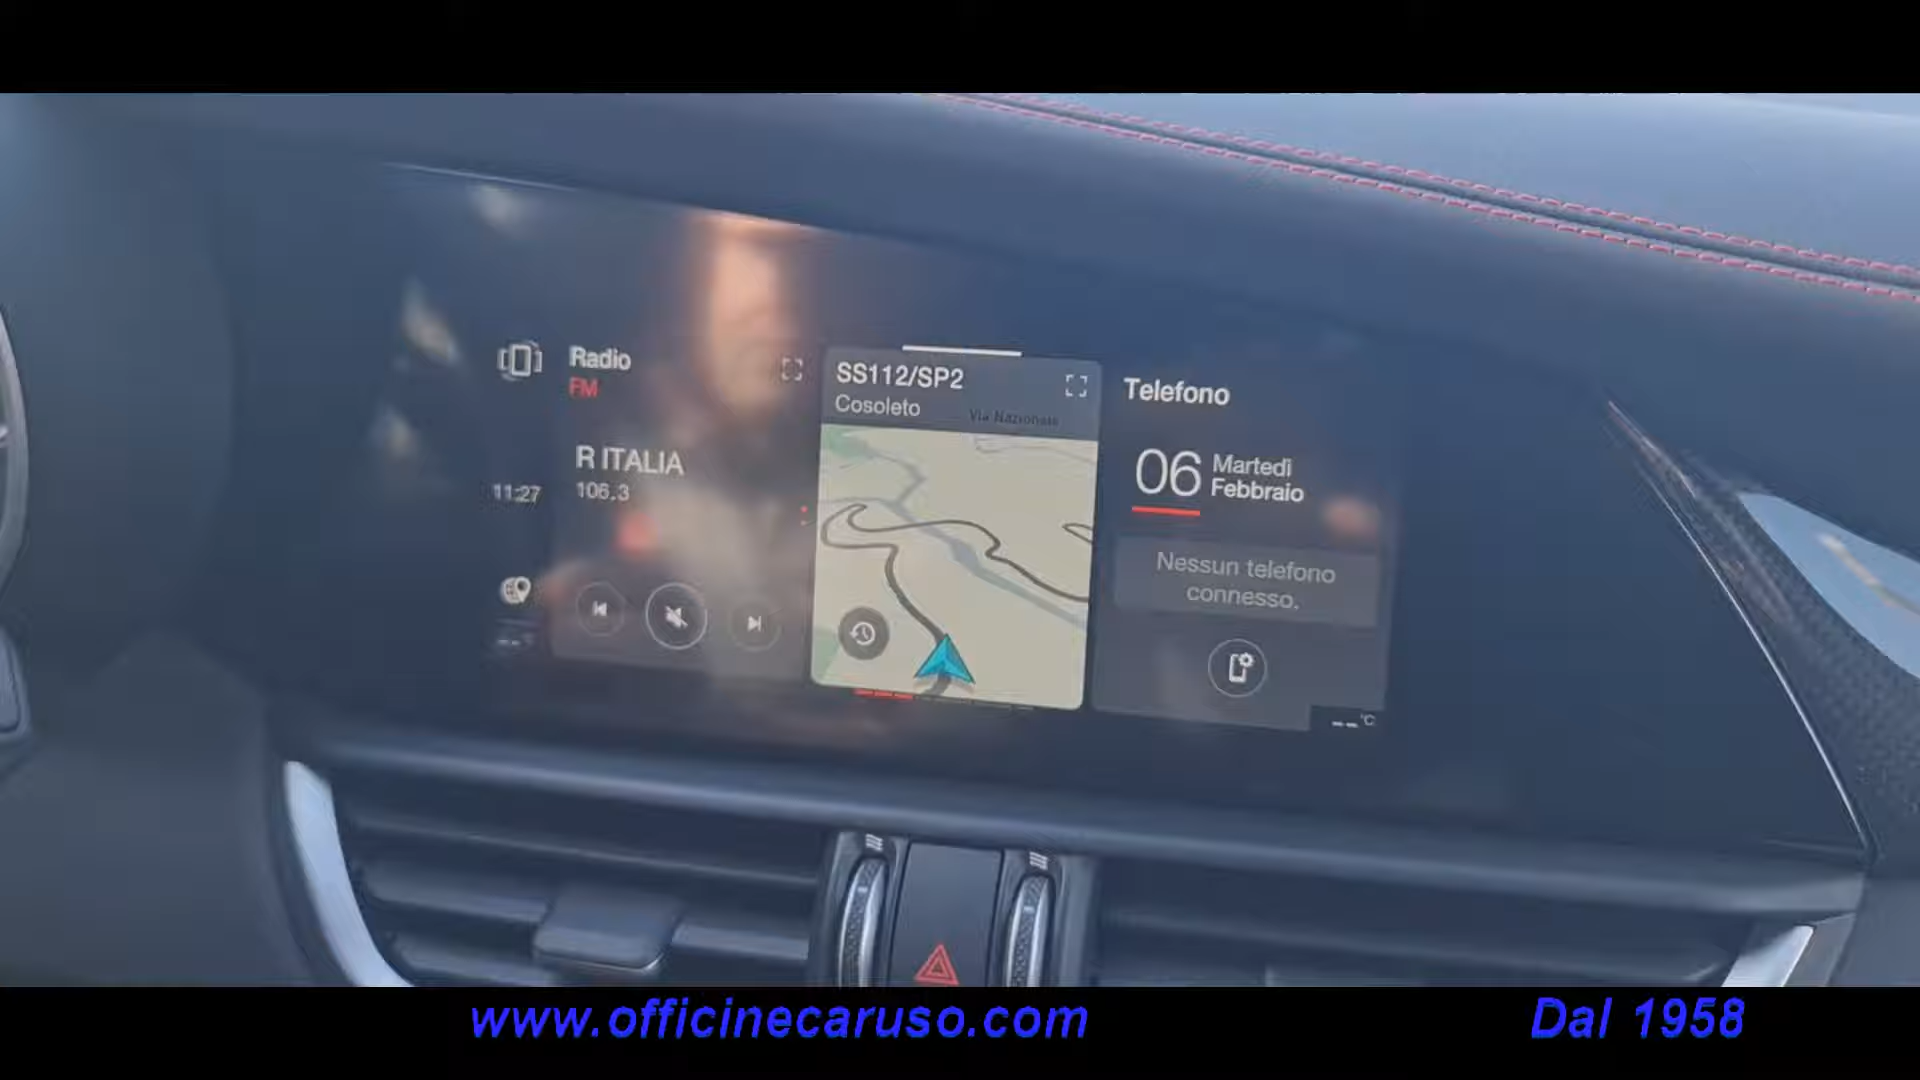 Radio
FM
R ITALIA
106.3
11:27
SS112/SP2
Cosoleto
Via Nazionale
Telefono
06 Martedì
Febbraio
Nessun telefono
connesso.
--°C
www.officinecaruso.com
Dal 1958